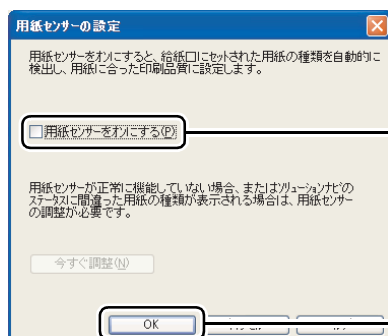 用紙センサーの設定
用紙センサーをオンにすると、給紙口にセットされた用紙の種類を自動的に
検出し、用紙に合った印刷品質に設定します。
用紙センサーをオンにする(P)
用紙センサーが正常に機能していない場合、またはソリューションナビの
ステータスに間違った用紙の種類が表示される場合は、用紙センサー
の調整が必要です。
今すぐ調整(N)
OK